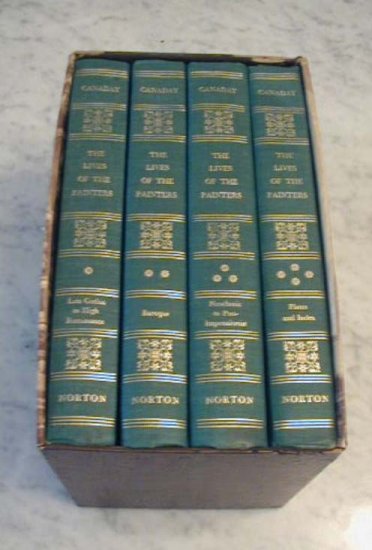 CANADAY
THE
LIVES
OF THE
PAINTERS
Late Gothic
to High
Renaissance
NORTON
CANADAY
THE
LIVES
OF THE
PAINTERS
Baroque
NORTON
CANADAY
THE
LIVES
OF THE
PAINTERS
Neoclassic
to Post-
Impressionist
NORTON
CANADAY
THE
LIVES
OF THE
PAINTERS
Plates
and Index
NORTON